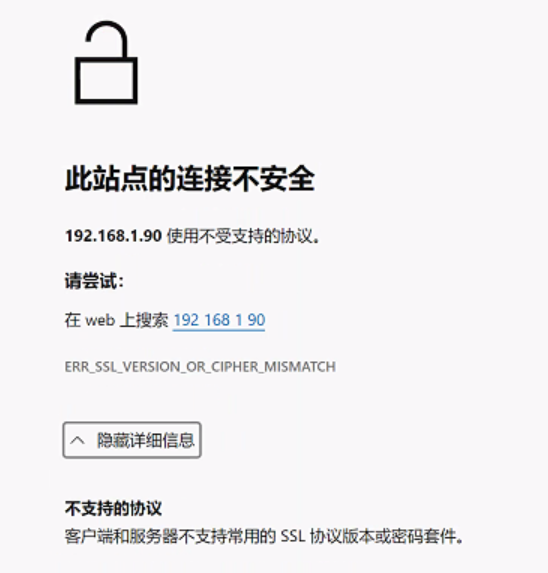 此站点的连接不安全
192.168.1.90 使用不受支持的协议。
请尝试：
在 web 上搜索 192 168 1 90
ERR_SSL_VERSION_OR_CIPHER_MISMATCH
隐藏详细信息
不支持的协议
客户端和服务器不支持常用的 SSL 协议版本或密码套件。